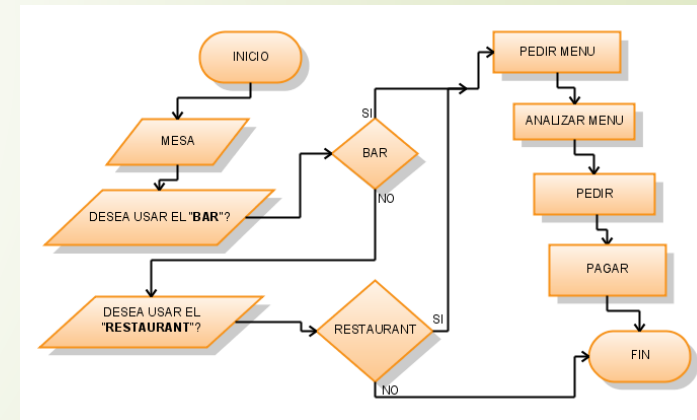 INICIO
MESA
DESEA USAR EL "BAR"?
BAR
SI
NO
DESEA USAR EL
"RESTAURANT"?
RESTAURANT
SI
NO
PEDIR MENU
ANALIZAR MENU
PEDIR
PAGAR
FIN